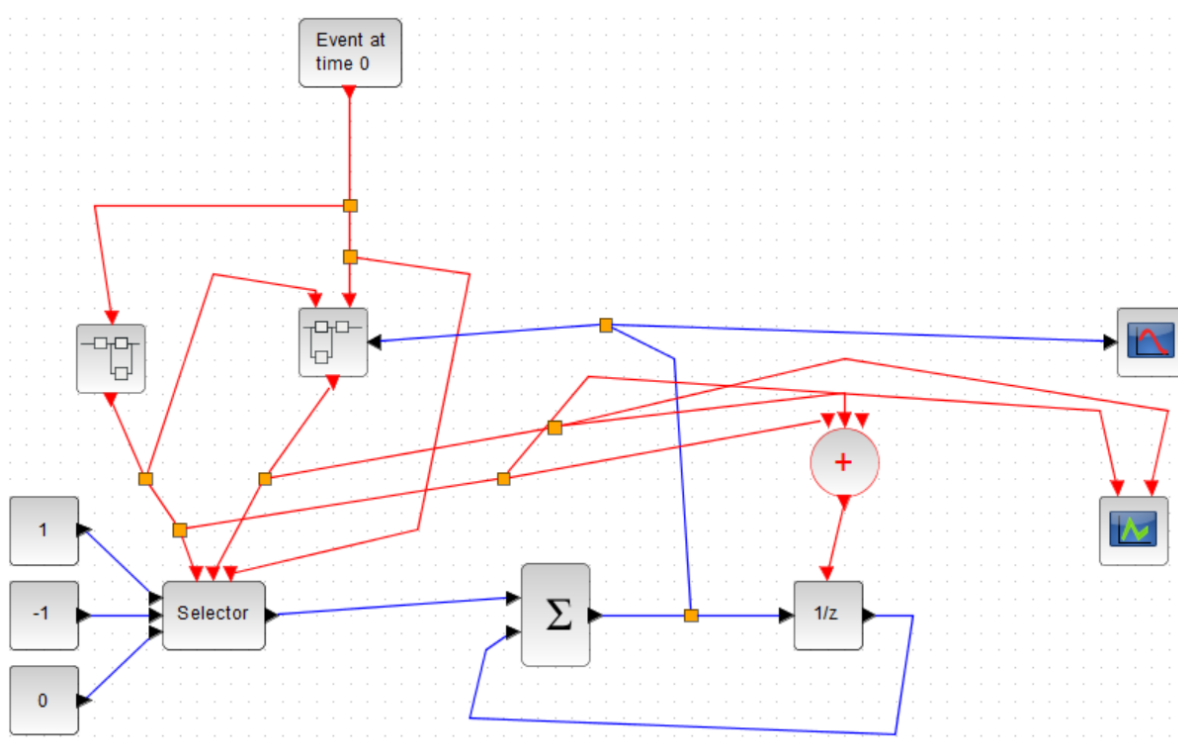 Event at
time 0
+
1
-1
Selector
Σ
1/z
0